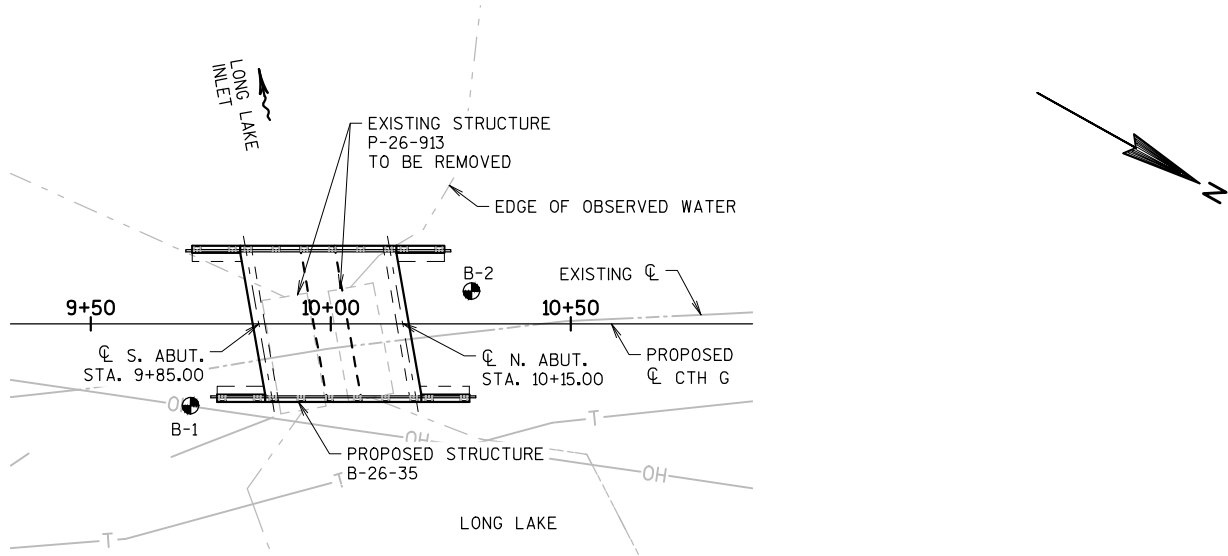 LONG LAKE
INLET
EXISTING STRUCTURE
P-26-913
TO BE REMOVED
EDGE OF OBSERVED WATER
N
B-2
EXISTING ℄
9+50
10+00
10+50
℄ S. ABUT.
STA. 9+85.00
℄ N. ABUT.
STA. 10+15.00
PROPOSED
℄ CTH G
OH
B-1
T
OH
PROPOSED STRUCTURE
B-26-35
T
OH
LONG LAKE
T